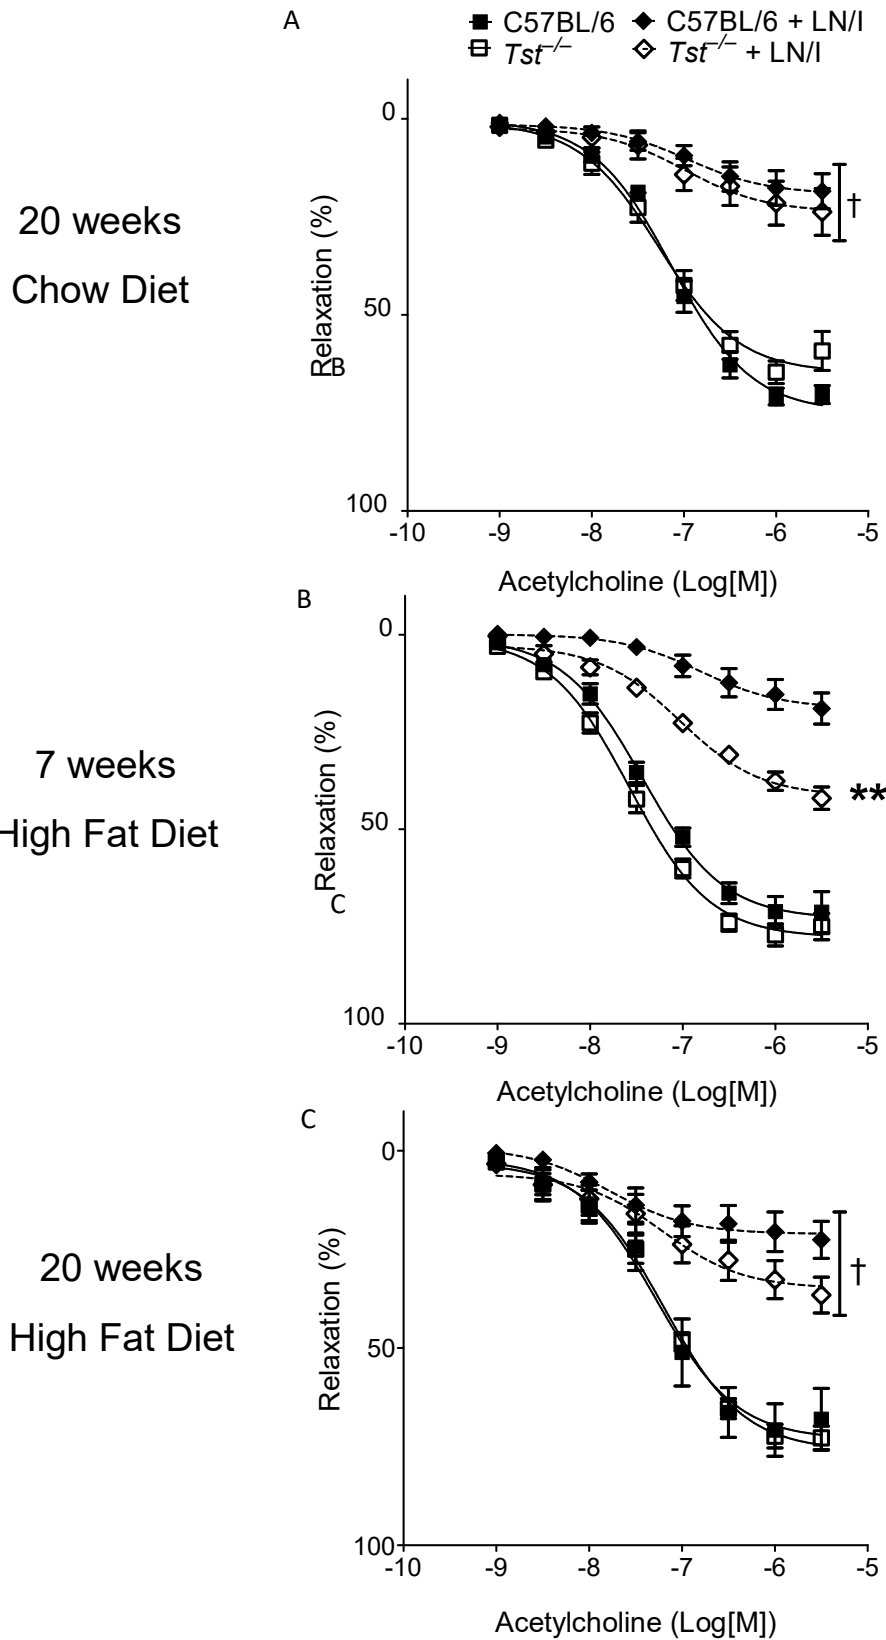 A
C57BL/6 C57BL/6 + LN/I
Tst–/– Tst–/– + LN/I
20 weeks
Chow Diet
Relaxation (%)
0
50
100
B
-10 -9 -8 -7 -6 -5
Acetylcholine (Log[M])
†
B
7 weeks
High Fat Diet
Relaxation (%)
0
50
100
C
-10 -9 -8 -7 -6 -5
Acetylcholine (Log[M])
**
C
20 weeks
High Fat Diet
Relaxation (%)
0
50
100
-10 -9 -8 -7 -6 -5
Acetylcholine (Log[M])
†